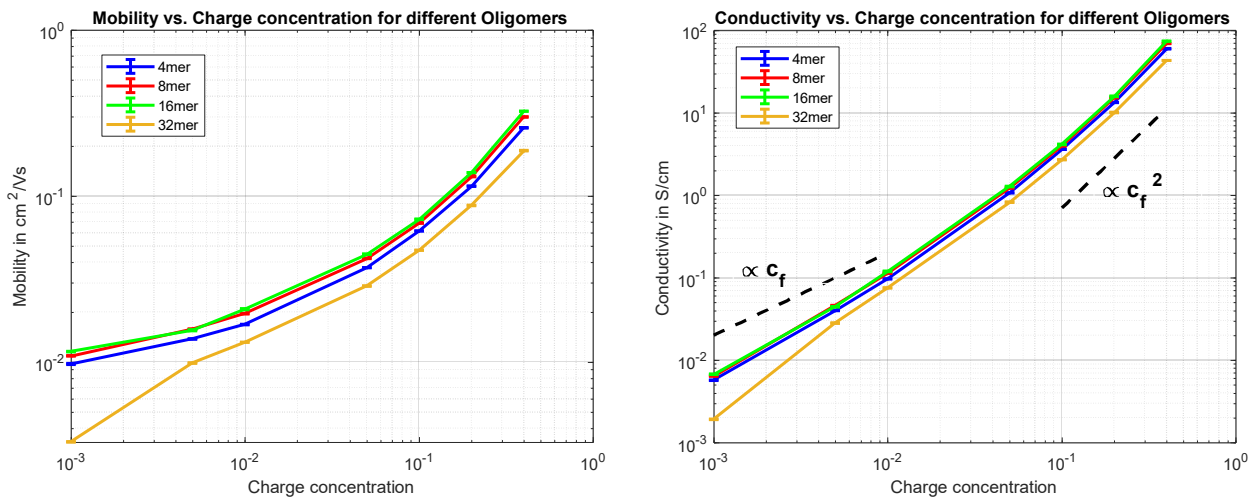 Mobility vs. Charge concentration for different Oligomers
10^0
10^-1
10^-2
Mobility in cm^2/Vs
4mer
8mer
16mer
32mer
10^-3
10^-2
10^-1
10^0
Charge concentration
Conductivity vs. Charge concentration for different Oligomers
10^2
10^1
10^0
10^-1
10^-2
10^-3
Conductivity in S/cm
4mer
8mer
16mer
32mer
∝ c_f
∝ c_f^2
10^-3
10^-2
10^-1
10^0
Charge concentration